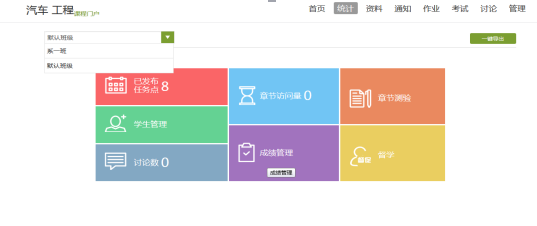 汽车 工程课程门户
首页 统计 资料 通知 作业 考试 讨论 管理
默认班级
一键导出
系一班
默认班级
已发布
任务点 8
章节访问量 0
章节测验
学生管理
成绩管理
督学
讨论数 0
成绩管理